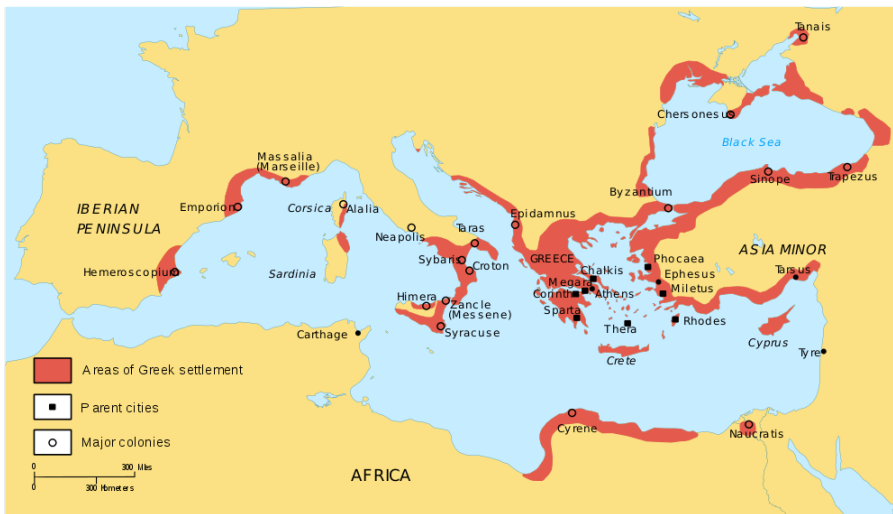 Tanais
Chersonesus
Black Sea
Massalia
(Marseille)
Trapezus
Sinope
Byzantium
Emporion
Corsica
Alalia
IBERIAN
PENINSULA
Epidamnus
Taras
Neapolis
ASIA MINOR
Sybaris
GREECE
Phocaea
Croton
Chalkis
Ephesus
Tarsus
Hemeroscopium
Sardinia
Megara
Miletus
Corinth
Athens
Himera
Zancle
(Messene)
Sparta
Rhodes
Syracuse
Thera
Carthage
Cyprus
Tyre
Crete
Areas of Greek settlement
Parent cities
Cyrene
Naucratis
Major colonies
0 300 Miles
0 300 Kilometers
AFRICA